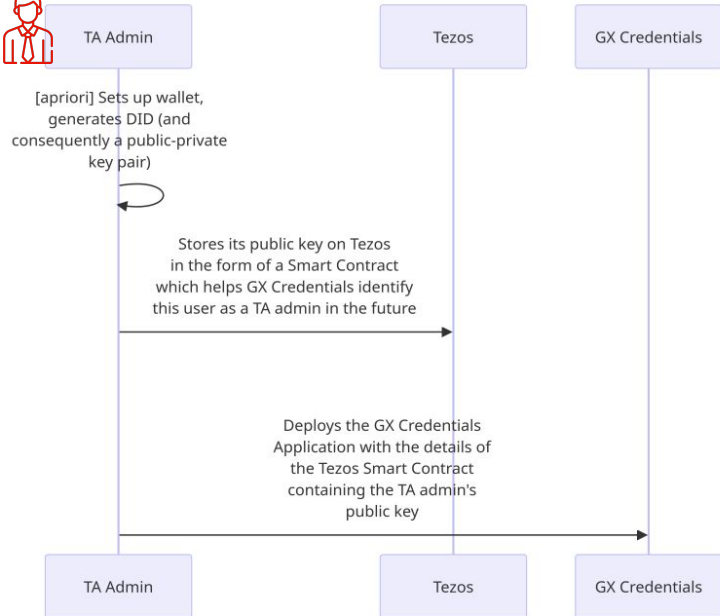 TA Admin
Tezos
GX Credentials
[apriori] Sets up wallet,
generates DID (and
consequently a public-private
key pair)
Stores its public key on Tezos
in the form of a Smart Contract
which helps GX Credentials identify
this user as a TA admin in the future
Deploys the GX Credentials
Application with the details of
the Tezos Smart Contract
containing the TA admin's
public key
TA Admin
Tezos
GX Credentials